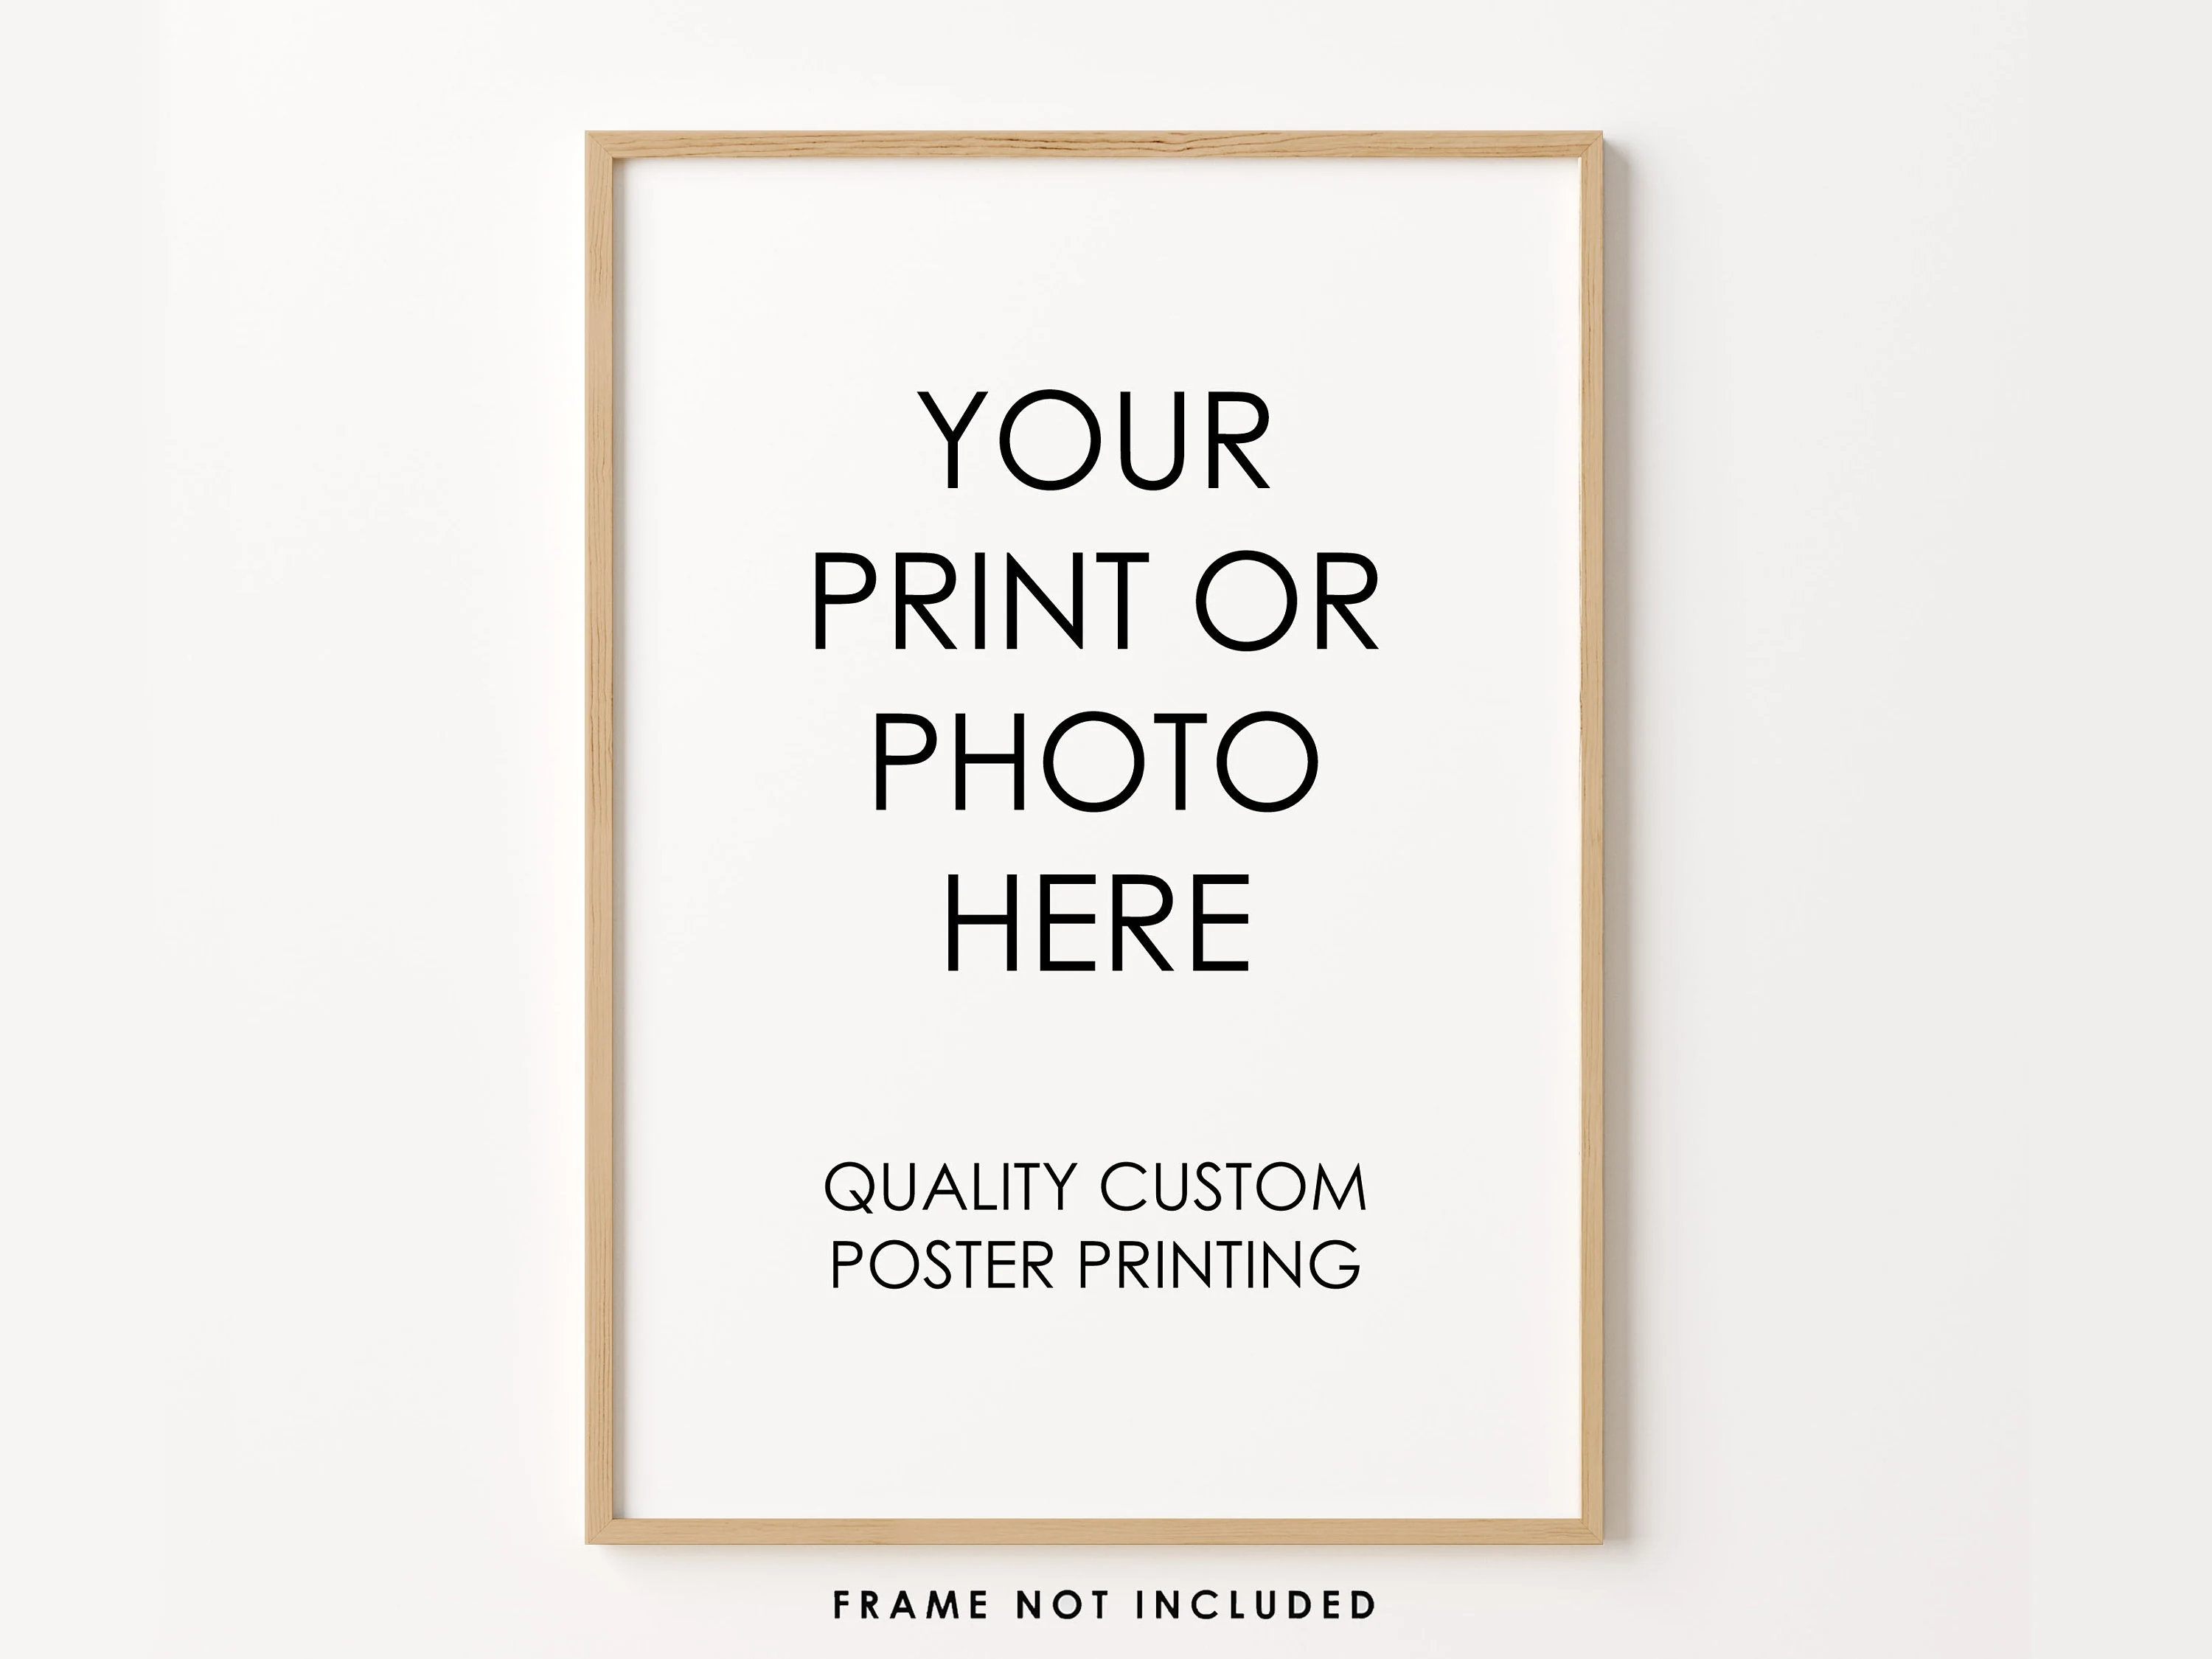 YOUR
PRINT OR
PHOTO
HERE
QUALITY CUSTOM
POSTER PRINTING
FRAME NOT INCLUDED